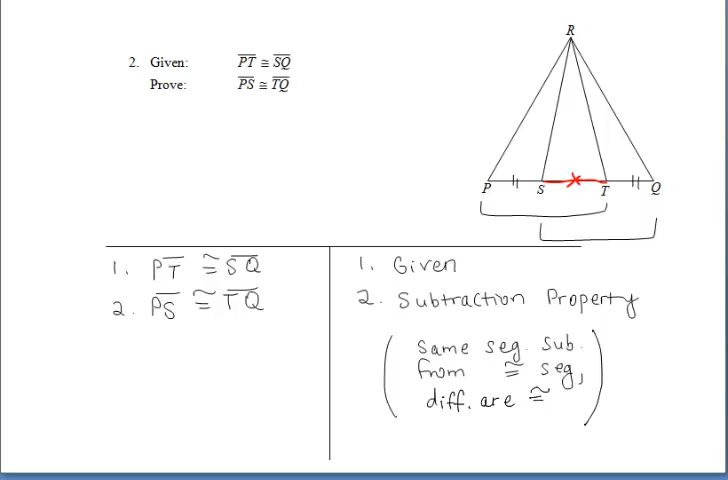 2. Given: PT ≅ SQ
Prove: PS ≅ TQ
R
P S T Q
1. PT ≅ SQ
2. PS ≅ TQ
1. Given
2. Subtraction Property
(same seg. sub.
from ≅ seg,
diff. are ≅)